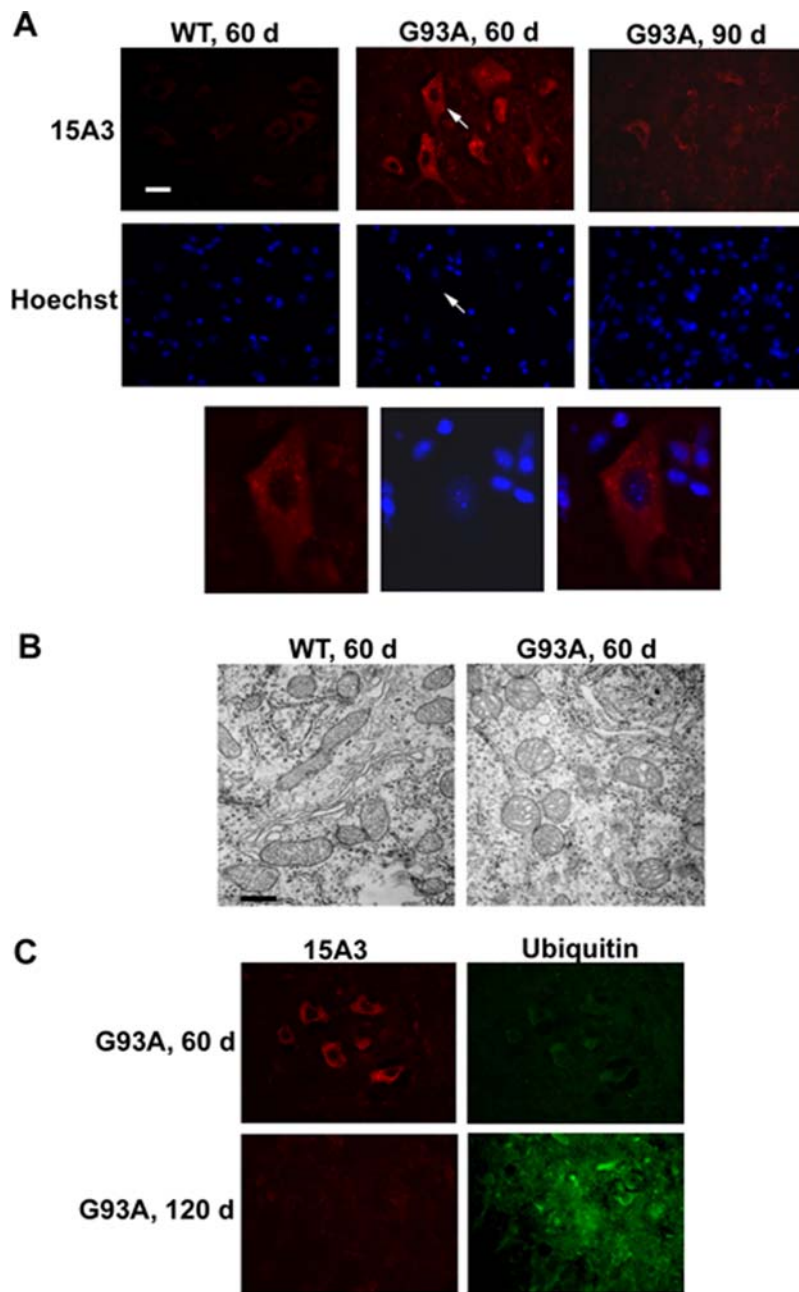 A
WT, 60 d
G93A, 60 d
G93A, 90 d
15A3
Hoechst
B
WT, 60 d
G93A, 60 d
C
15A3
Ubiquitin
G93A, 60 d
G93A, 120 d